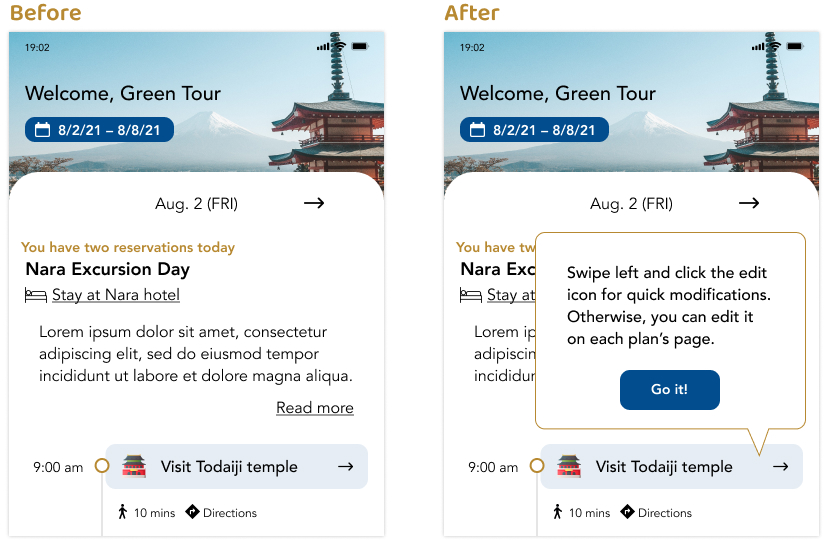 Before
19:02
Welcome, Green Tour
8/2/21 – 8/8/21
Aug. 2 (FRI)
You have two reservations today
Nara Excursion Day
Stay at Nara hotel
Lorem ipsum dolor sit amet, consectetur
adipiscing elit, sed do eiusmod tempor
incididunt ut labore et dolore magna aliqua.
Read more
9:00 am
Visit Todaiji temple
10 mins
Directions
After
19:02
Welcome, Green Tour
8/2/21 – 8/8/21
Aug. 2 (FRI)
You have tw
Nara Exc
Stay at
Lorem ip
adipiscin
incididun
Swipe left and click the edit
icon for quick modifications.
Otherwise, you can edit it
on each plan's page.
Go it!
9:00 am
Visit Todaiji temple
10 mins
Directions